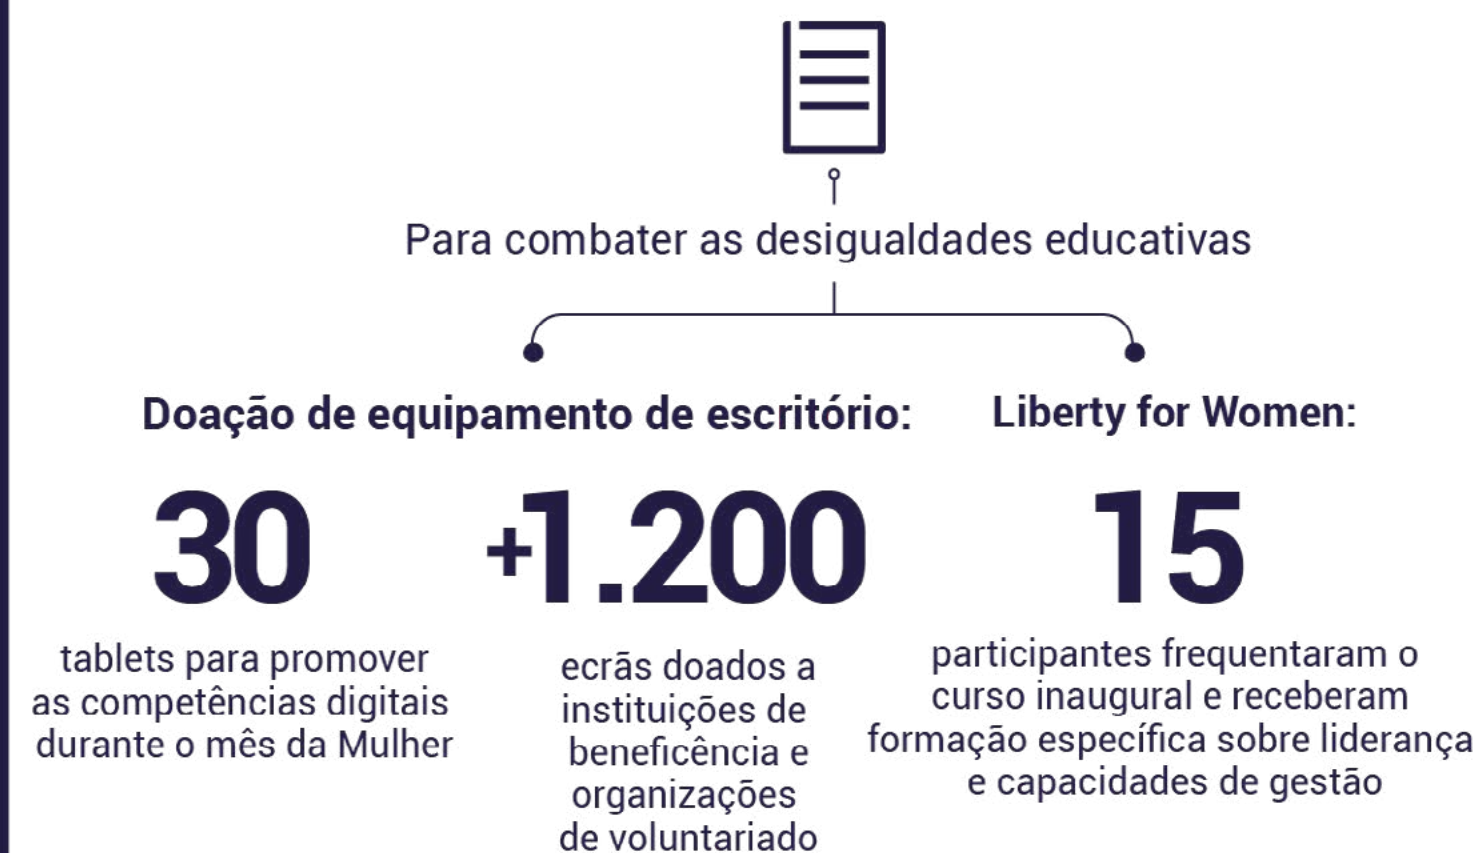 Para combater as desigualdades educativas
Doação de equipamento de escritório:
30
tablets para promover
as competências digitais
durante o mês da Mulher
+1.200
ecrãs doados a
instituições de
beneficência e
organizações
de voluntariado
Liberty for Women:
15
participantes frequentaram o
curso inaugural e receberam
formação específica sobre liderança
e capacidades de gestão